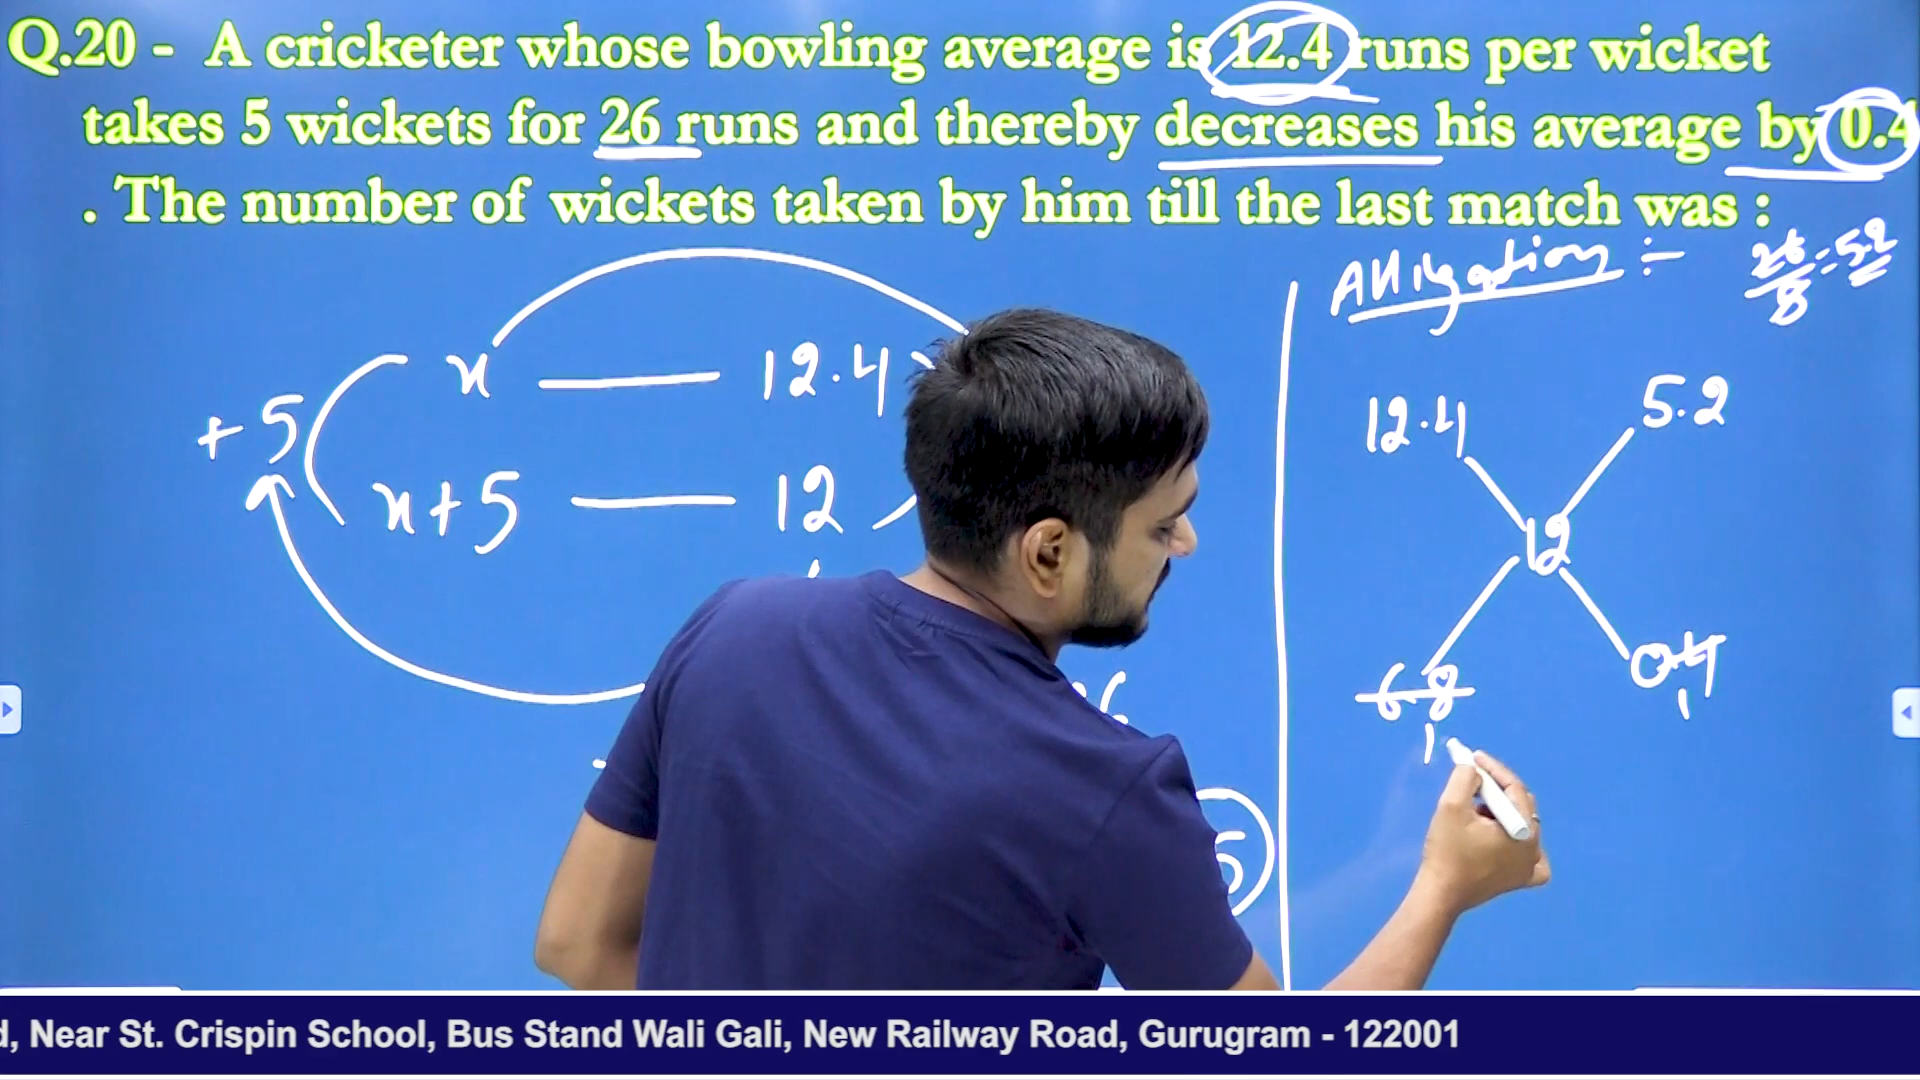 Q.20 - A cricketer whose bowling average is 12.4 runs per wicket
takes 5 wickets for 26 runs and thereby decreases his average by 0.4
. The number of wickets taken by him till the last match was :
Alligation :-
x — 12.4
+5
x+5 — 12
12.4 5.2
12
6.8 0.4
1
d, Near St. Crispin School, Bus Stand Wali Gali, New Railway Road, Gurugram - 122001